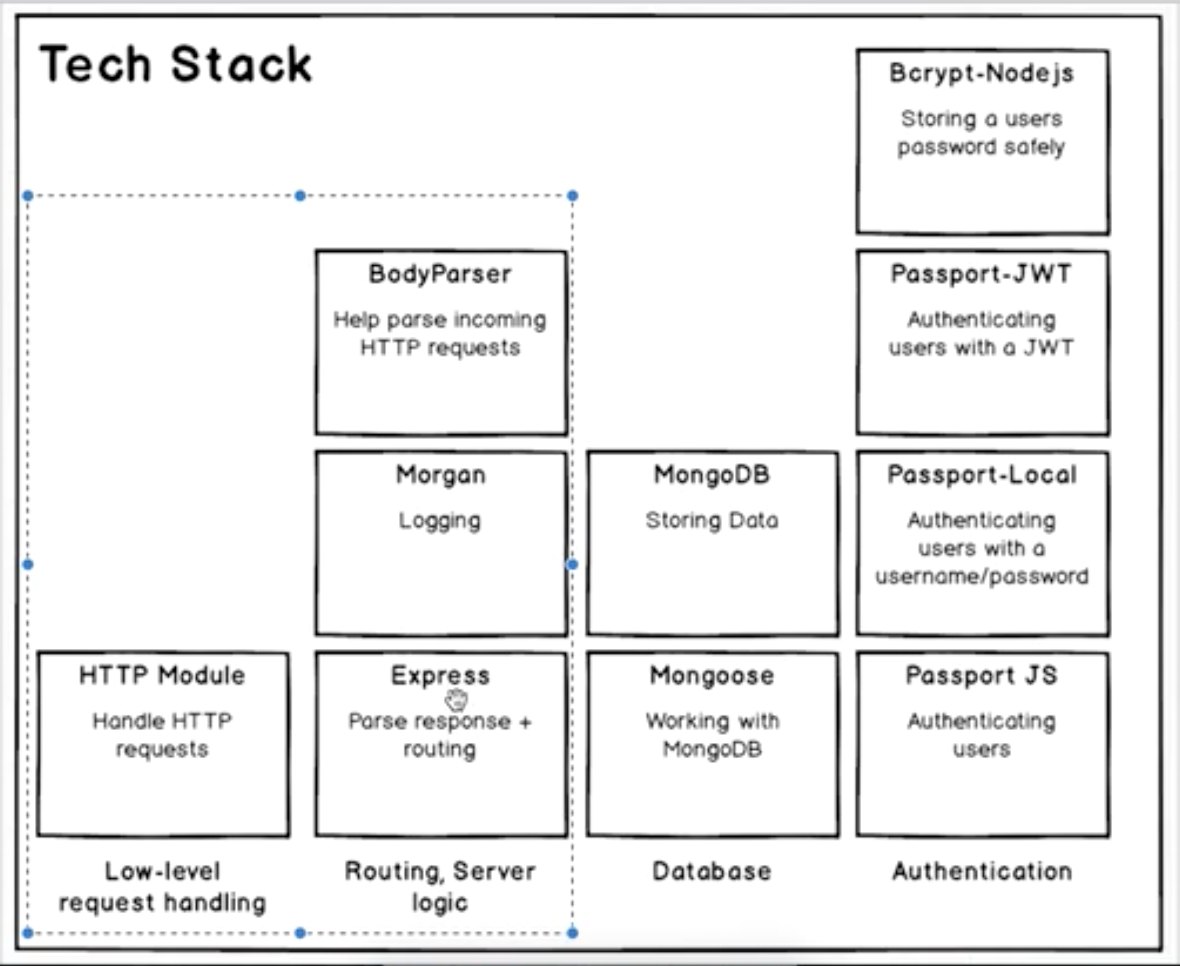 Tech Stack
Bcrypt-Nodejs
Storing a users
password safely
BodyParser
Help parse incoming
HTTP requests
Passport-JWT
Authenticating
users with a JWT
Morgan
Logging
MongoDB
Storing Data
Passport-Local
Authenticating
users with a
username/password
HTTP Module
Handle HTTP
requests
Express
Parse response +
routing
Mongoose
Working with
MongoDB
Passport JS
Authenticating
users
Low-level
request handling
Routing, Server
logic
Database
Authentication